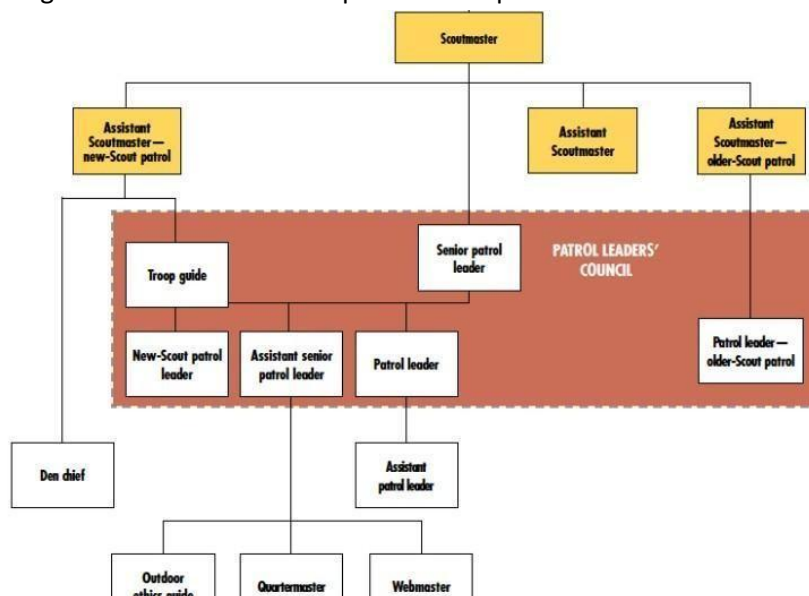 Scoutmaster
Assistant
Scoutmaster—
new-Scout patrol
Assistant
Scoutmaster
Assistant
Scoutmaster—
older-Scout patrol
Senior patrol
leader
PATROL LEADERS'
COUNCIL
Troop guide
New-Scout patrol
leader
Assistant senior
patrol leader
Patrol leader
Patrol leader—
older-Scout patrol
Den chief
Assistant
patrol leader
Outdoor
ethics guide
Quartermaster
Webmaster